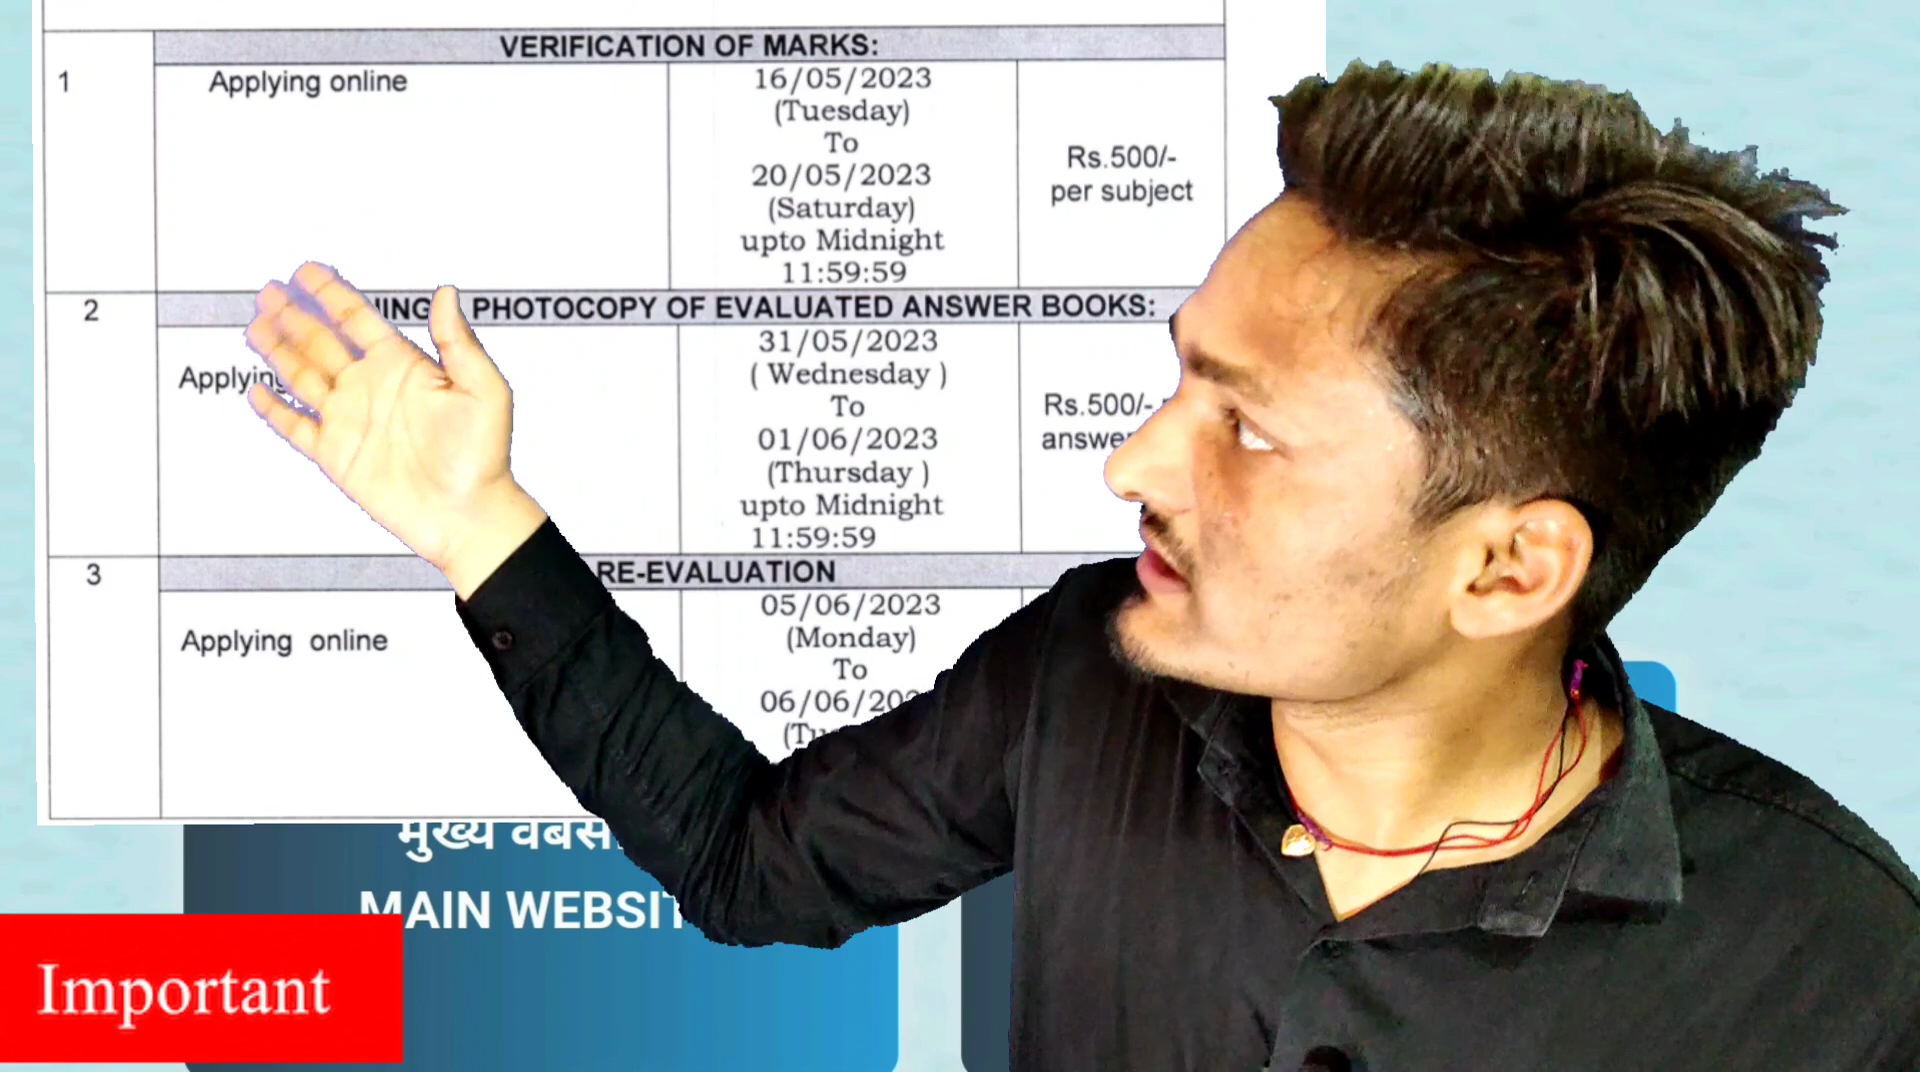 VERIFICATION OF MARKS:
1
Applying online
16/05/2023
(Tuesday)
To
20/05/2023
(Saturday)
upto Midnight
11:59:59
Rs.500/-
per subject
2
PHOTOCOPY OF EVALUATED ANSWER BOOKS:
31/05/2023
( Wednesday )
To
01/06/2023
(Thursday )
upto Midnight
11:59:59
Rs.500/-
3
RE-EVALUATION
Applying online
05/06/2023
(Monday)
To
06/06/20
मुख्य
MAIN
Important